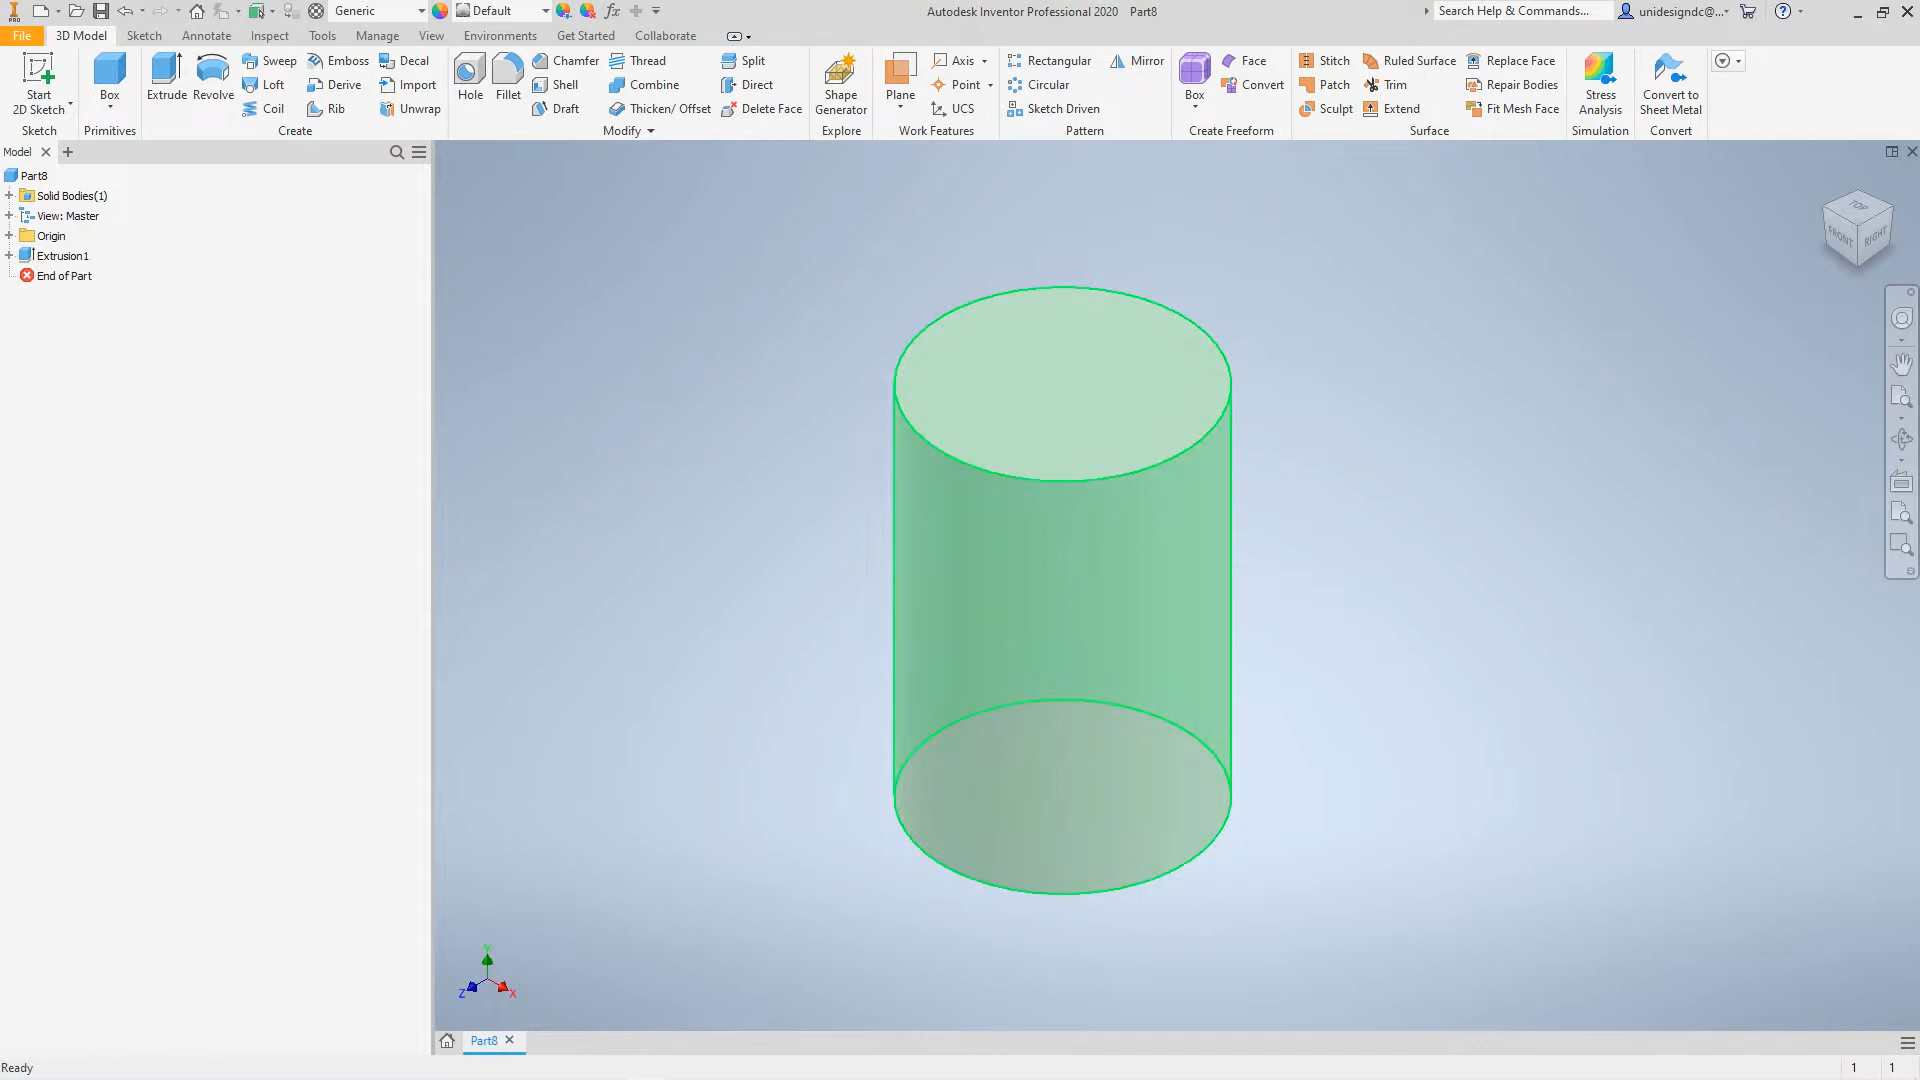 Generic
Default
fx
Autodesk Inventor Professional 2020 Part8
Search Help & Commands...
unidesigndc@...
File
3D Model
Sketch
Annotate
Inspect
Tools
Manage
View
Environments
Get Started
Collaborate
Start
2D Sketch
Sketch
Box
Primitives
Extrude
Revolve
Sweep
Loft
Coil
Emboss
Derive
Rib
Decal
Import
Unwrap
Create
Hole
Fillet
Chamfer
Shell
Draft
Thread
Combine
Thicken/ Offset
Split
Direct
Delete Face
Modify
Shape
Generator
Explore
Plane
Axis
Point
UCS
Work Features
Rectangular
Circular
Sketch Driven
Mirror
Pattern
Box
Face
Convert
Create Freeform
Stitch
Patch
Sculpt
Ruled Surface
Trim
Extend
Replace Face
Repair Bodies
Fit Mesh Face
Surface
Stress
Analysis
Simulation
Convert to
Sheet Metal
Convert
Model
Part8
Solid Bodies(1)
View: Master
Origin
Extrusion1
End of Part
TOP
FRONT
RIGHT
Y
Z
X
Part8
Ready
1
1